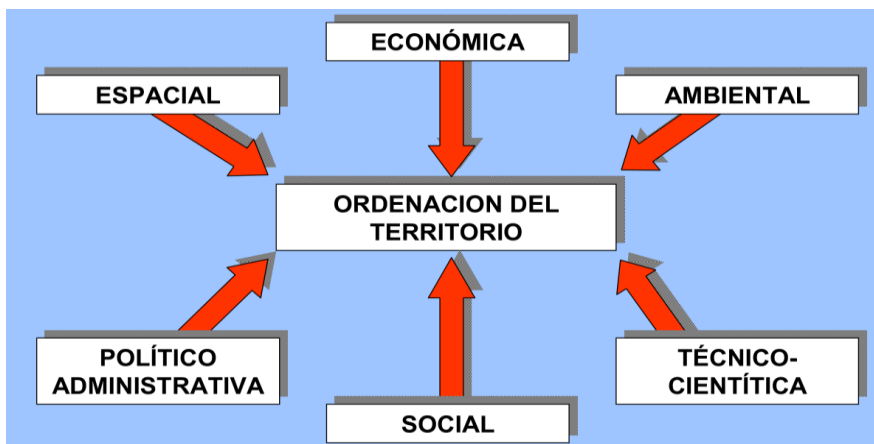 ECONÓMICA
ESPACIAL
AMBIENTAL
ORDENACION DEL
TERRITORIO
POLÍTICO
ADMINISTRATIVA
TÉCNICO-
CIENTÍTICA
SOCIAL